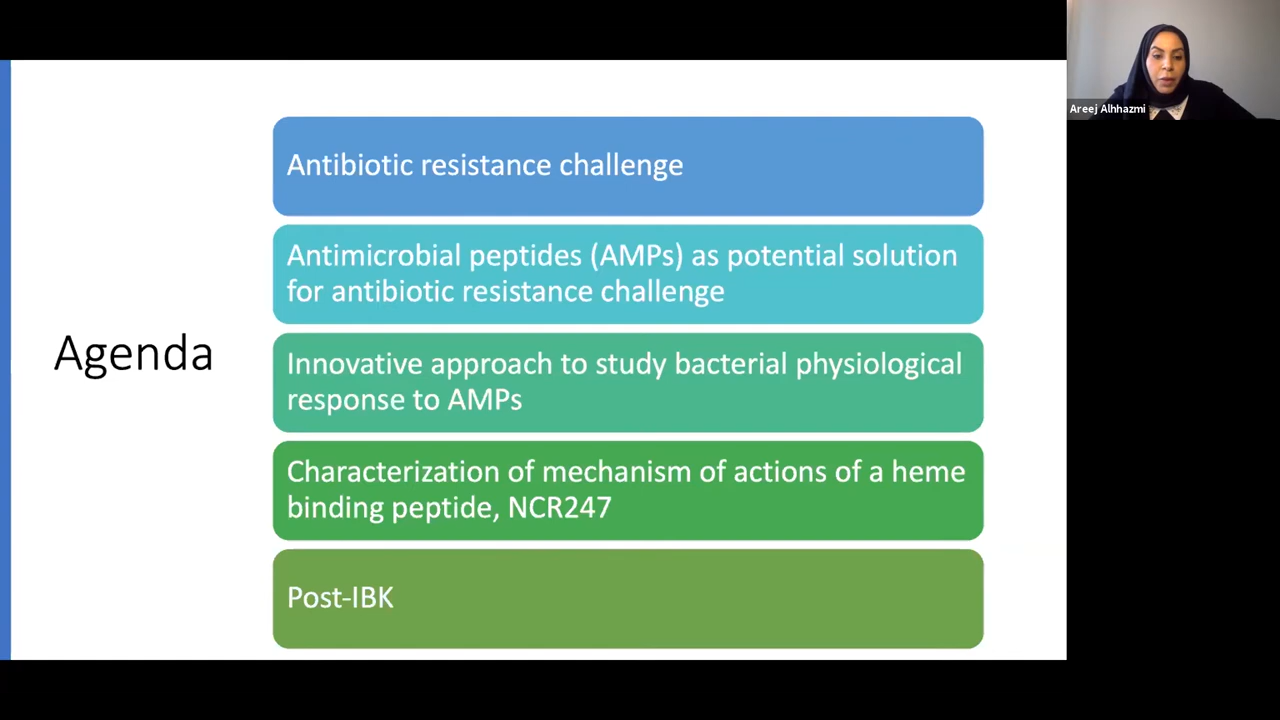 Agenda
Antibiotic resistance challenge
Antimicrobial peptides (AMPs) as potential solution
for antibiotic resistance challenge
Innovative approach to study bacterial physiological
response to AMPs
Characterization of mechanism of actions of a heme
binding peptide, NCR247
Post-IBK
Areej Alhhazmi